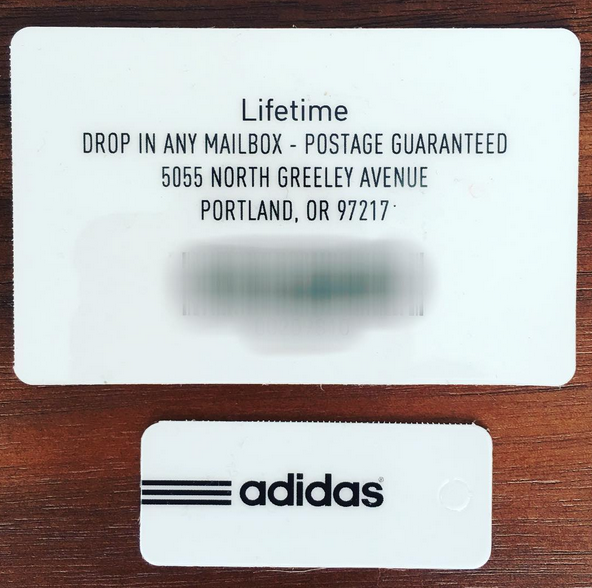 Lifetime
DROP IN ANY MAILBOX - POSTAGE GUARANTEED
5055 NORTH GREELEY AVENUE
PORTLAND, OR 97217
adidas®